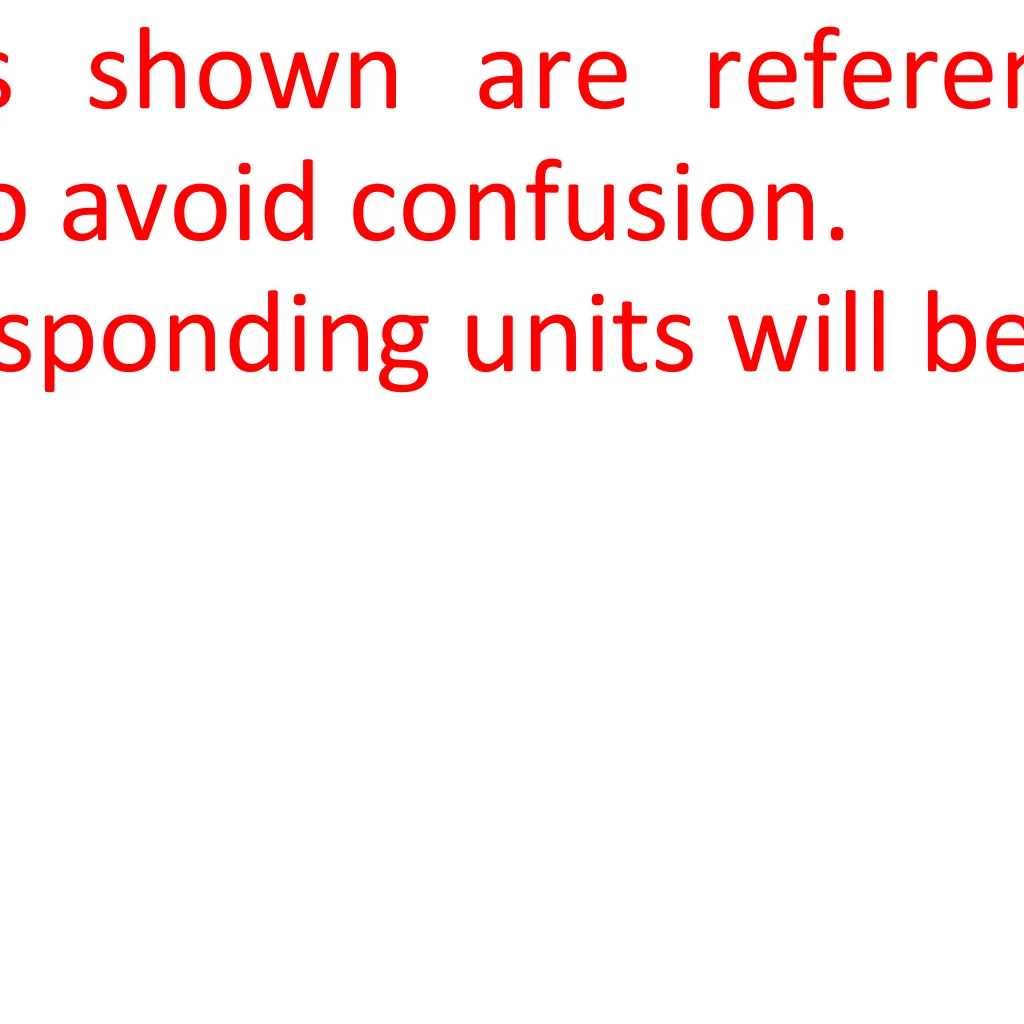 s shown are referen
o avoid confusion.
sponding units will be